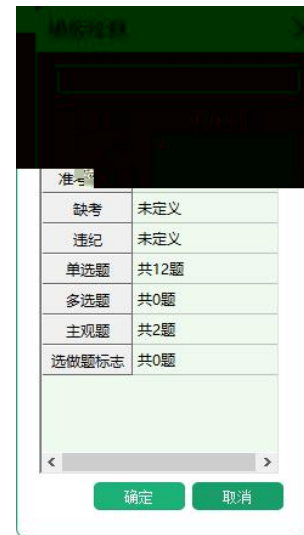 准考
缺考 未定义
违纪 未定义
单选题 共12题
多选题 共0题
主观题 共2题
选做题标志 共0题
确定 取消